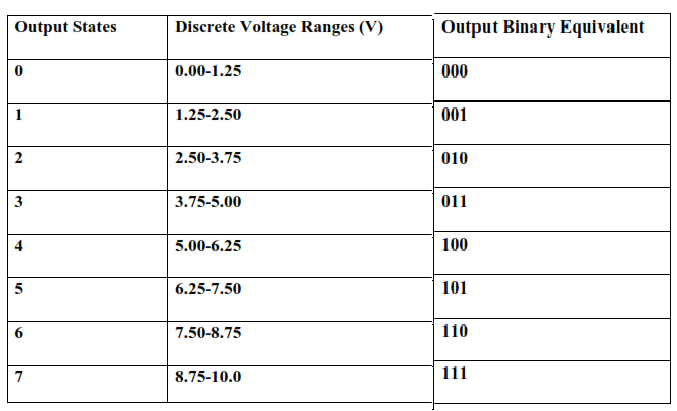 Output States Discrete Voltage Ranges (V) Output Binary Equivalent
0 0.00-1.25 000
1 1.25-2.50 001
2 2.50-3.75 010
3 3.75-5.00 011
4 5.00-6.25 100
5 6.25-7.50 101
6 7.50-8.75 110
7 8.75-10.0 111